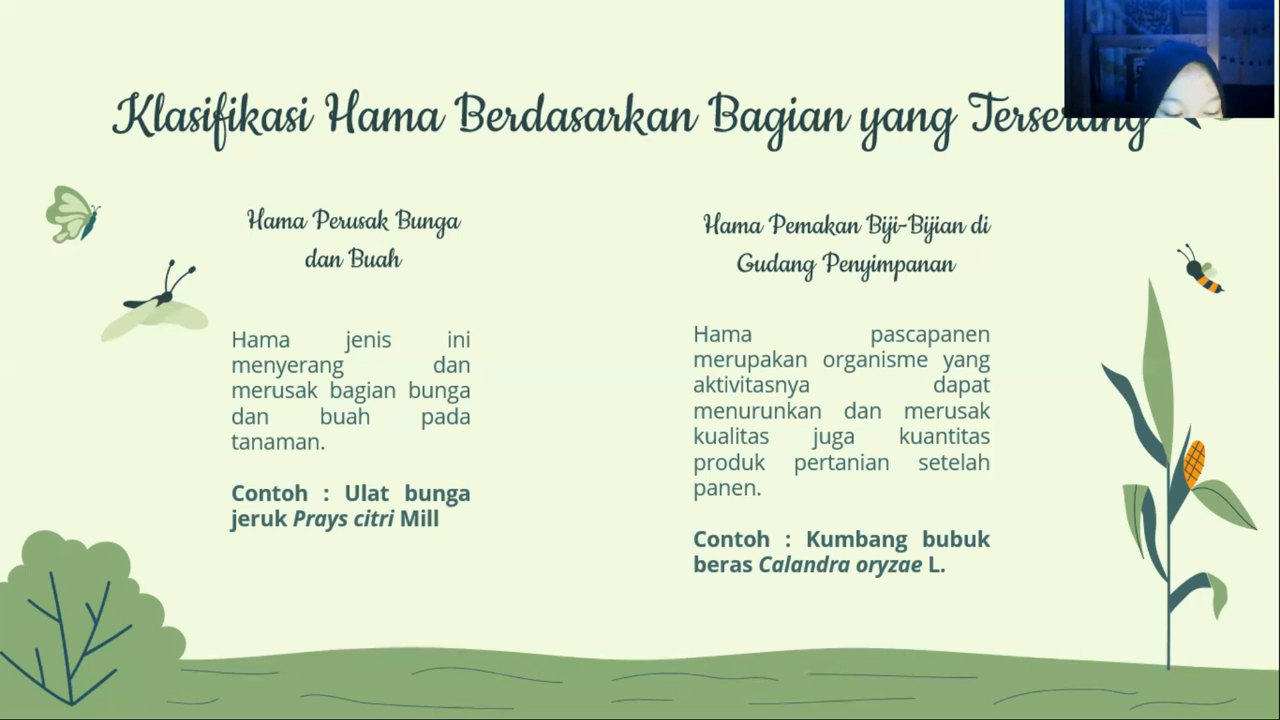 Klasifikasi Hama Berdasarkan Bagian yang Terserang
Hama Perusak Bunga
dan Buah
Hama jenis ini
menyerang dan
merusak bagian bunga
dan buah pada
tanaman.
Contoh : Ulat bunga
jeruk Prays citri Mill
Hama Pemakan Biji-Bijian di
Gudang Penyimpanan
Hama pascapanen
merupakan organisme yang
aktivitasnya dapat
menurunkan dan merusak
kualitas juga kuantitas
produk pertanian setelah
panen.
Contoh : Kumbang bubuk
beras Calandra oryzae L.